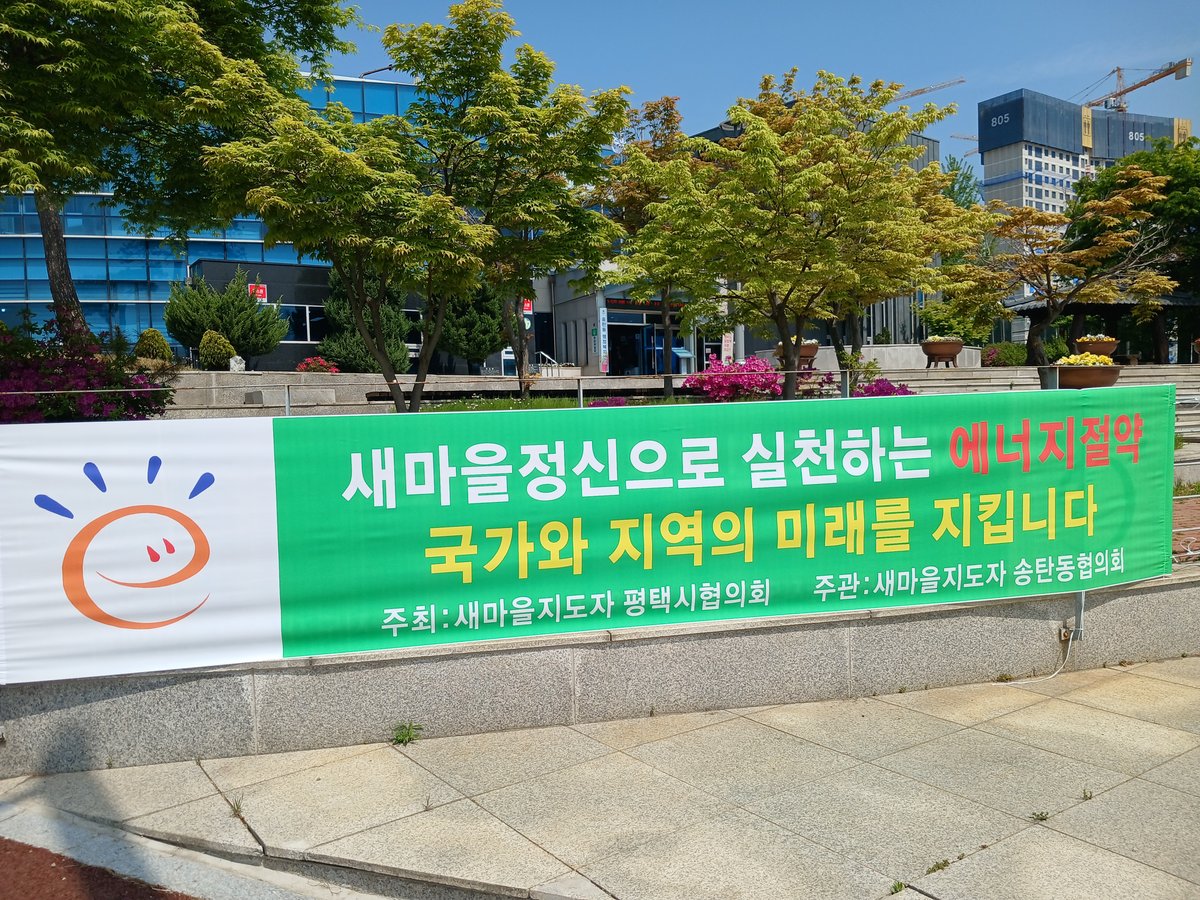 805
805
새마을정신으로 실천하는 에너지절약
국가와 지역의 미래를 지킵니다
주최:새마을지도자 평택시협의회 주관:새마을지도자 송탄동협의회